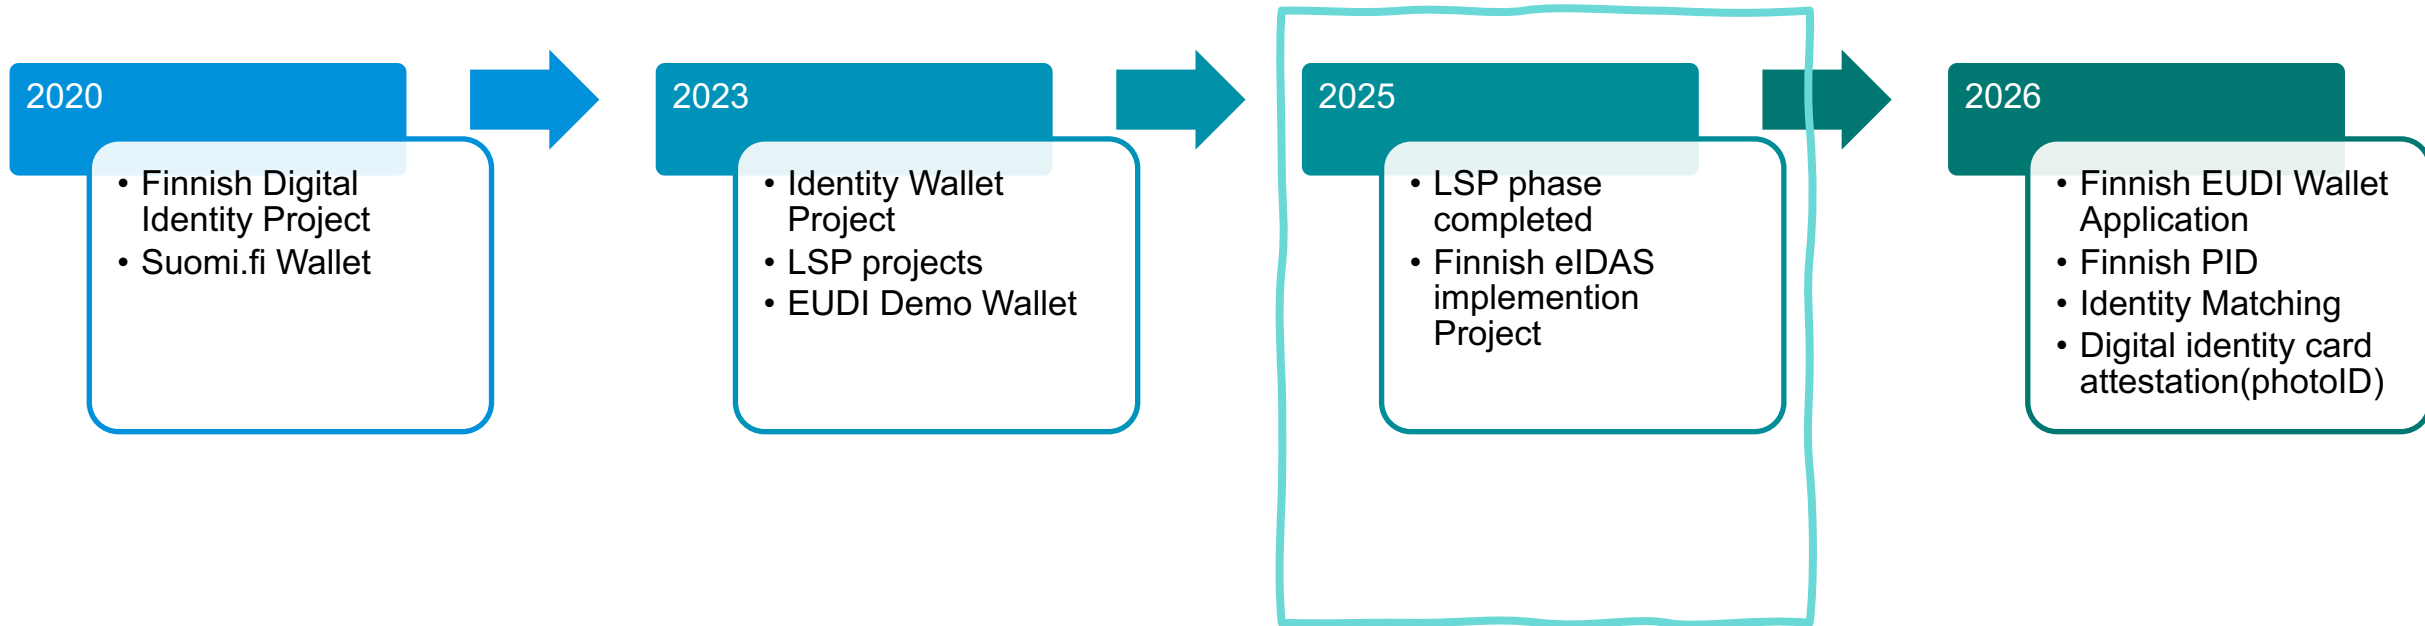 2020
• Finnish Digital
Identity Project
• Suomi.fi Wallet
2023
• Identity Wallet
Project
• LSP projects
• EUDI Demo Wallet
2025
• LSP phase
completed
• Finnish eIDAS
implemention
Project
2026
• Finnish EUDI Wallet
Application
• Finnish PID
• Identity Matching
• Digital identity card
attestation(photoID)